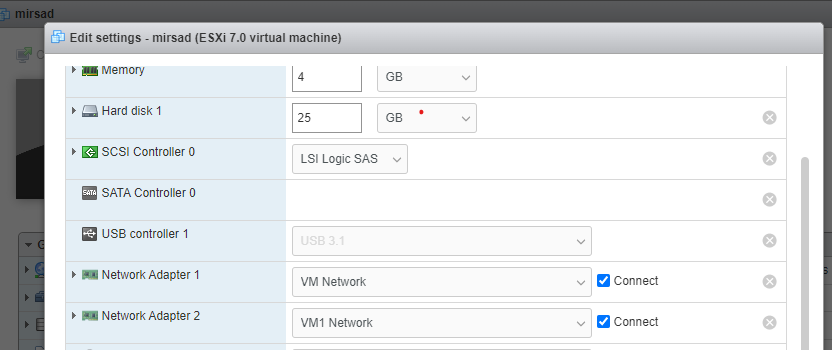 mirsad
Edit settings - mirsad (ESXi 7.0 virtual machine)
Memory 4 GB
Hard disk 1 25 GB
SCSI Controller 0 LSI Logic SAS
SATA SATA Controller 0
USB controller 1 USB 3.1
Network Adapter 1 VM Network Connect
Network Adapter 2 VM1 Network Connect